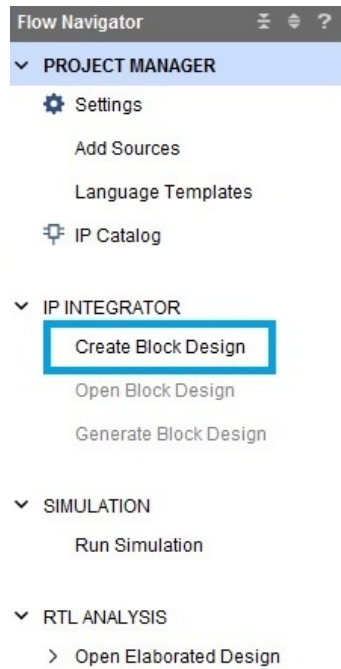 Flow Navigator ?
PROJECT MANAGER
Settings
Add Sources
Language Templates
IP Catalog
IP INTEGRATOR
Create Block Design
Open Block Design
Generate Block Design
SIMULATION
Run Simulation
RTL ANALYSIS
Open Elaborated Design